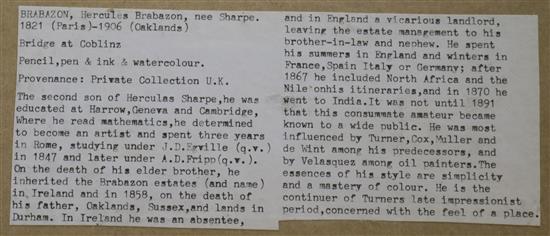 BRABAZON, Hercules Brabazon, nee Sharpe.
1821 (Paris)-1906 (Oaklands)
Bridge at Coblinz
Pencil,pen & ink & watercolour.
Provenance: Private Collection U.K.
The second son of Herculas Sharpe,he was
educated at Harrow,Geneva and Cambridge,
Where he read mathematics,he determined
to become an artist and spent three years
in Rome, studying under J.D.Egville (q.v.)
in 1847 and later under A.D.Fripp(q.v.).
On the death of his elder brother, he
inherited the Brabazon estates (and name)
in Ireland and in 1858, on the death of
his father, Oaklands, Sussex,and lands in
Durham. In Ireland he was an absentee,
and in England a vicarious landlord,
leaving the estate management to his
brother-in-law and nephew. He spent
his summers in England and winters in
France,Spain Italy or Germany; after
1867 he included North Africa and the
Nile onhis itineraries,and in 1870 he
went to India.It was not until 1891
that this consummate amateur became
known to a wide public. He was most
influenced by Turner,Cox,Muller and
de Wint among his predecessors, and
by Velasquez among oil painters.The
essences of his style are simplicity
and a mastery of colour. He is the
continuer of Turners late impressionist
period,concerned with the feel of a place.